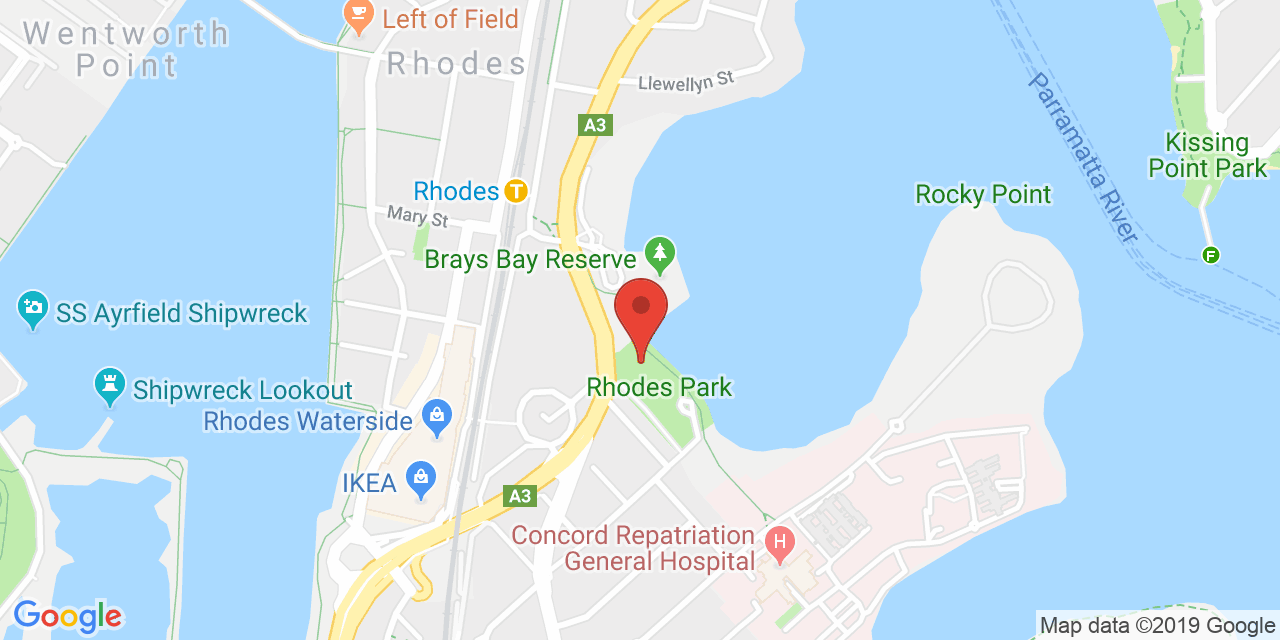 Left of Field
Wentworth
Point
Rhodes
Llewellyn St
A3
Parramatta River
Kissing
Point Park
Rhodes
T
Rocky Point
Mary St
Brays Bay Reserve
F
SS Ayrfield Shipwreck
Shipwreck Lookout
Rhodes Park
Rhodes Waterside
IKEA
A3
Concord Repatriation
General Hospital
H
Google
Map data ©2019 Google